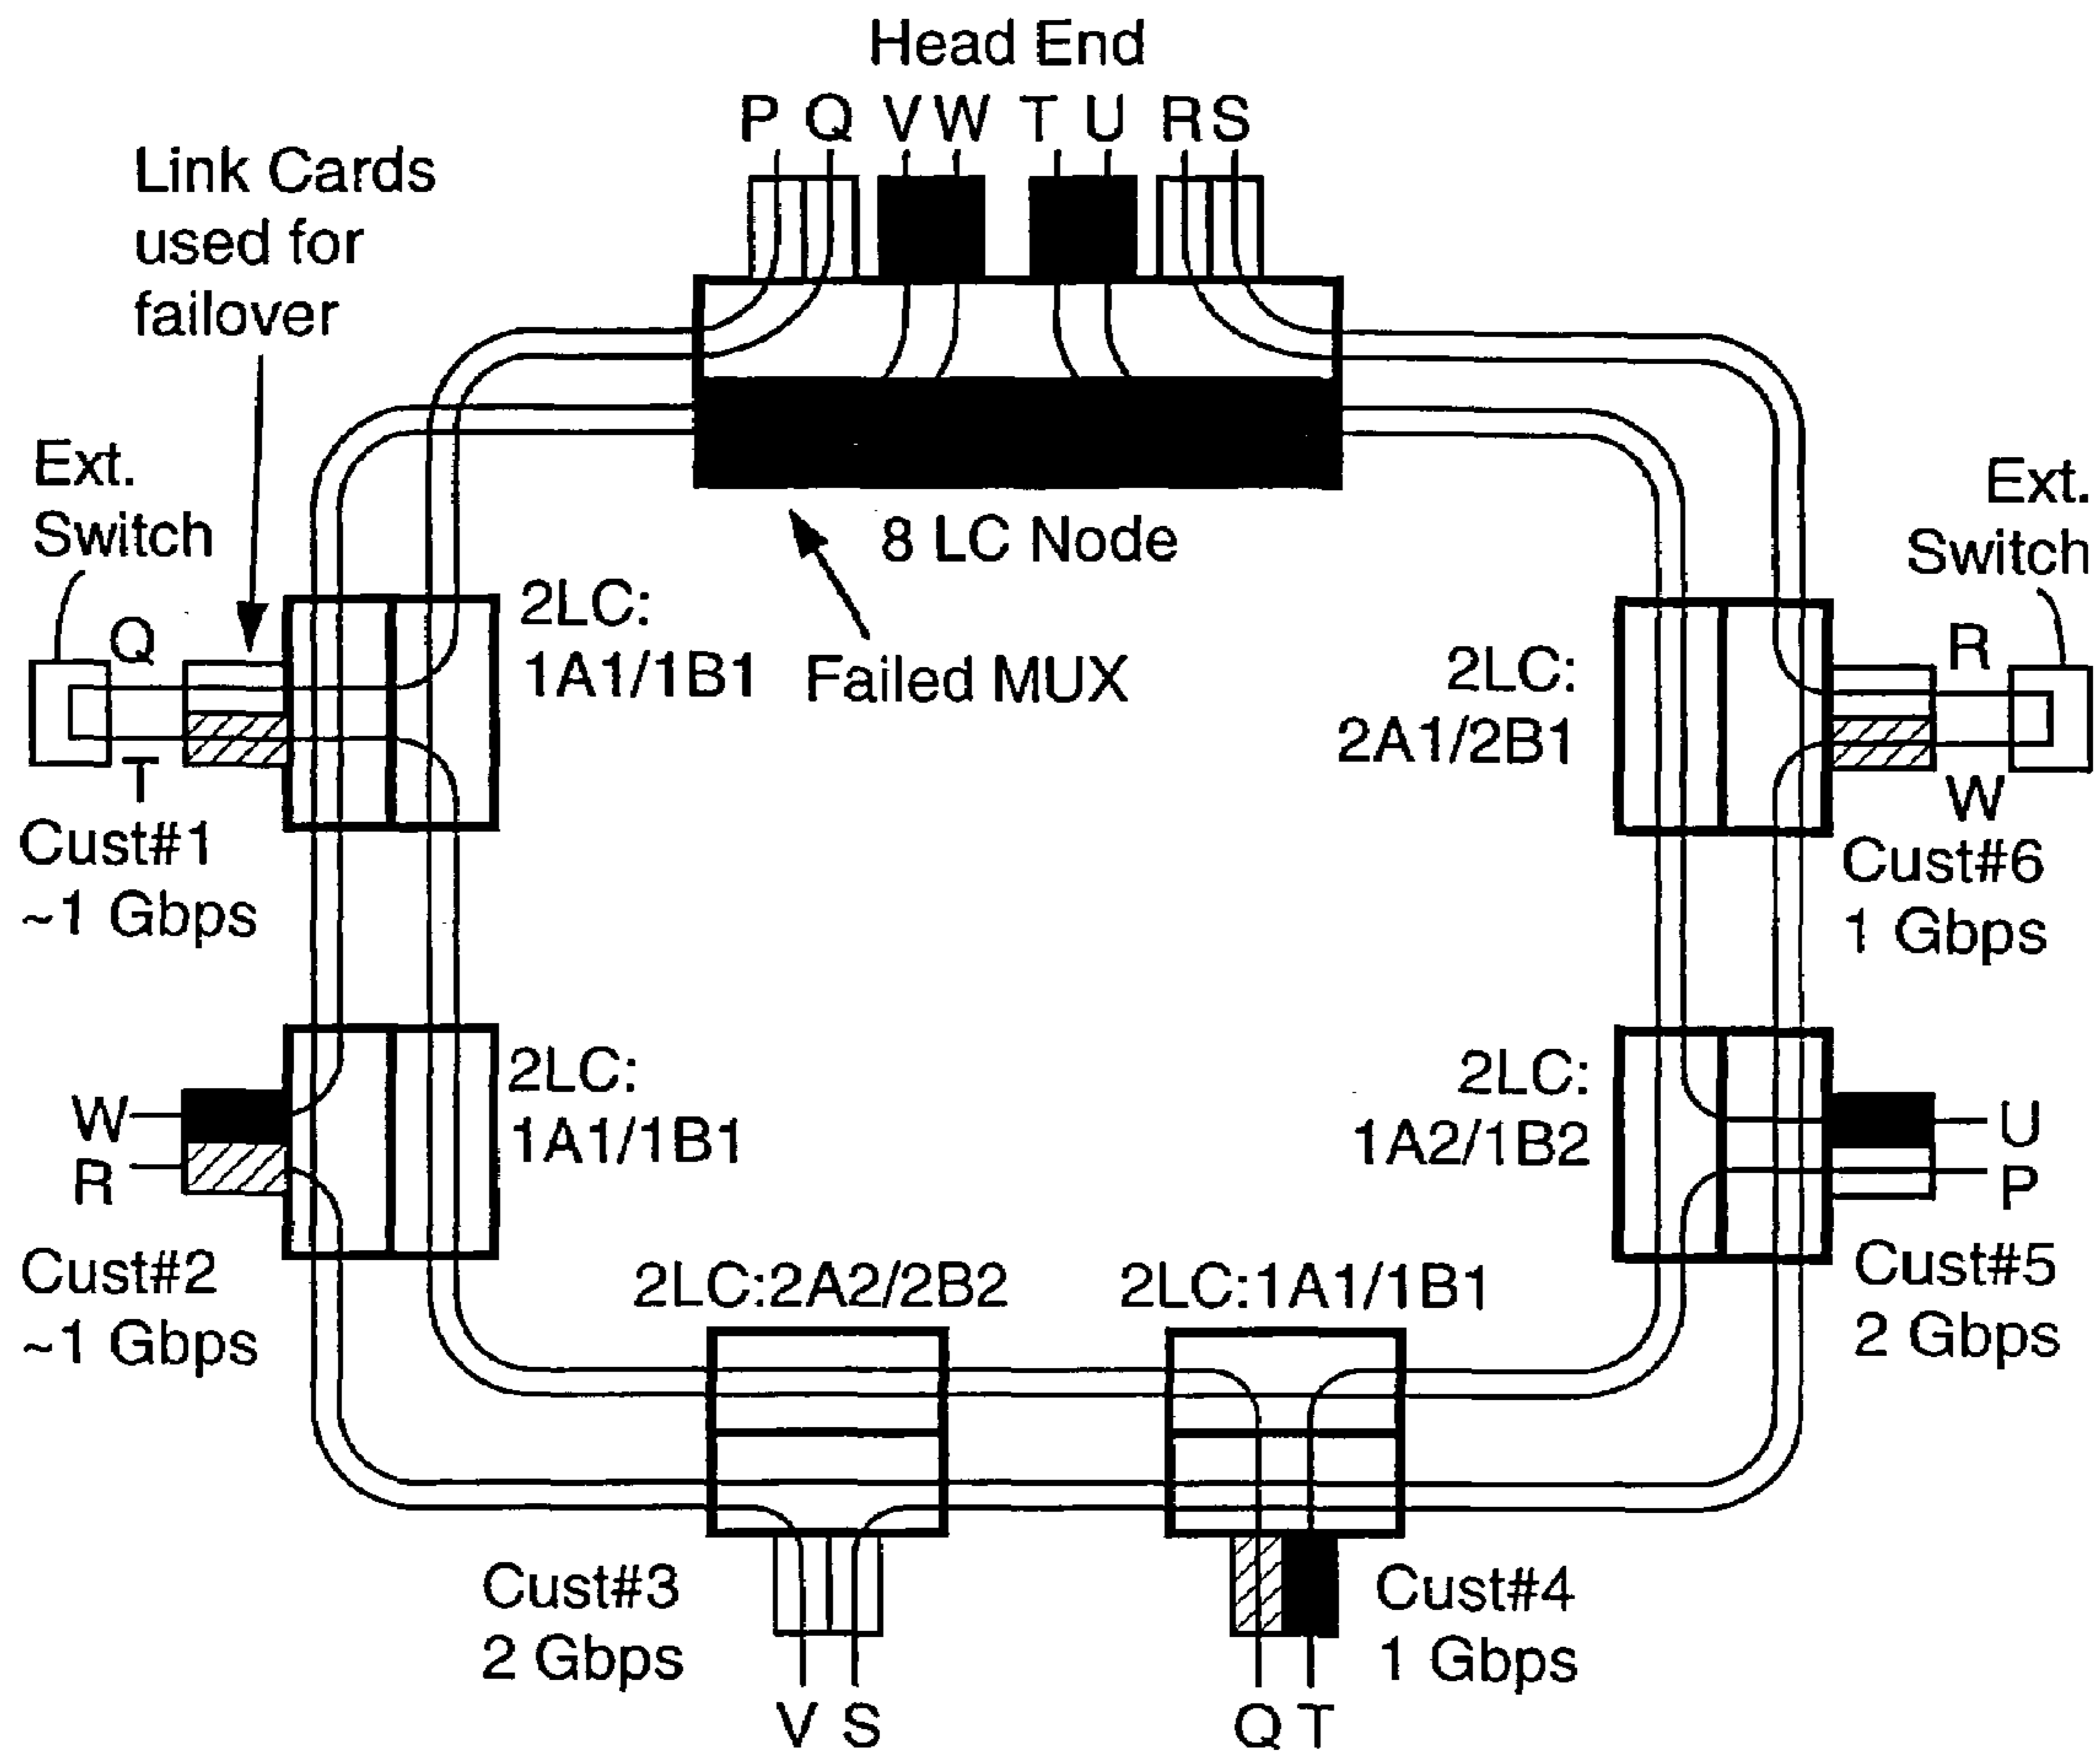 Head End
P Q V W T U R S
Link Cards
used for
failover
Ext.
Switch
Ext.
Switch
8 LC Node
Failed MUX
Q
T
2LC:
1A1/1B1
Cust#1
~1 Gbps
2LC:
2A1/2B1
R
W
Cust#6
1 Gbps
W
R
2LC:
1A1/1B1
Cust#2
~1 Gbps
2LC:
1A2/1B2
U
P
Cust#5
2 Gbps
2LC:2A2/2B2
2LC:1A1/1B1
Cust#3
2 Gbps
V S
Cust#4
1 Gbps
Q T